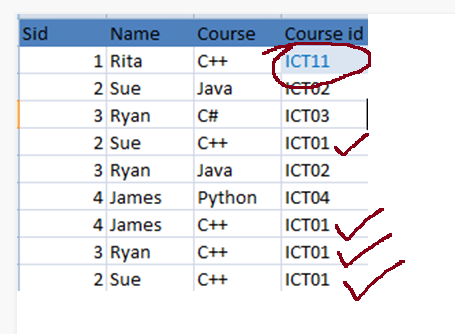 Sid Name Course Course id
1 Rita C++ ICT11
2 Sue Java ICT02
3 Ryan C# ICT03
2 Sue C++ ICT01
3 Ryan Java ICT02
4 James Python ICT04
4 James C++ ICT01
3 Ryan C++ ICT01
2 Sue C++ ICT01